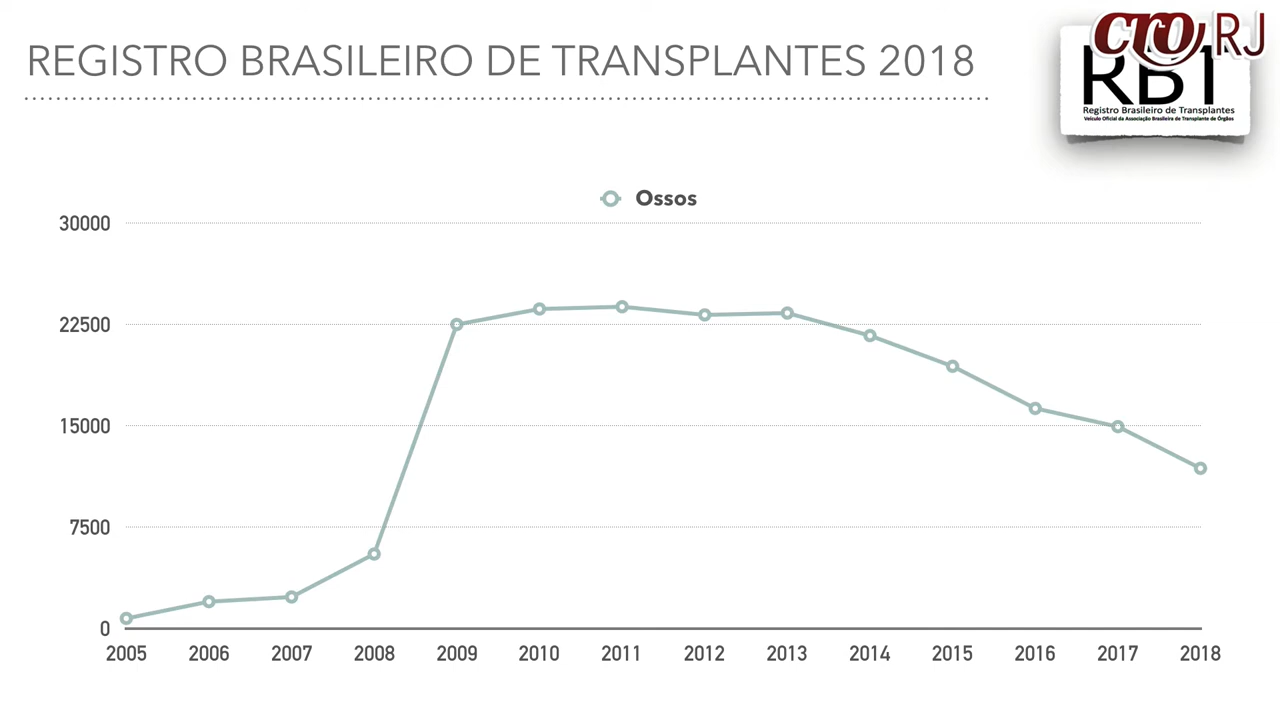 REGISTRO BRASILEIRO DE TRANSPLANTES 2018
CRO RJ
RBT
Registro Brasileiro de Transplantes
Veículo Oficial da Associação Brasileira de Transplante de Órgãos
Ossos
30000
22500
15000
7500
0
2005 2006 2007 2008 2009 2010 2011 2012 2013 2014 2015 2016 2017 2018